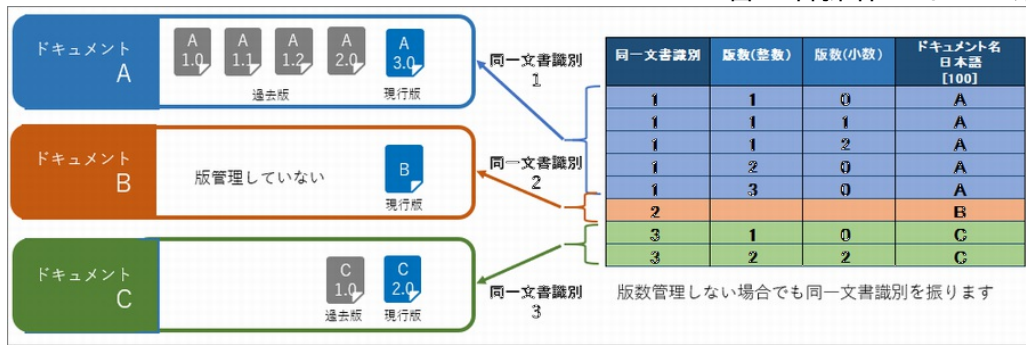 ドキュメント
A
A
1.0
A
1.1
A
1.2
A
2.0
A
3.0
過去版
現行版
同一文書識別
1
ドキュメント
B
版管理していない
B
現行版
同一文書識別
2
ドキュメント
C
C
1.0
C
2.0
過去版
現行版
同一文書識別
3
同一文書識別 版数(整数) 版数(小数) ドキュメント名
日本語
[100]
1 1 0 A
1 1 1 A
1 1 2 A
1 2 0 A
1 3 0 A
2 B
3 1 0 C
3 2 2 C
版数管理しない場合でも同一文書識別を振ります